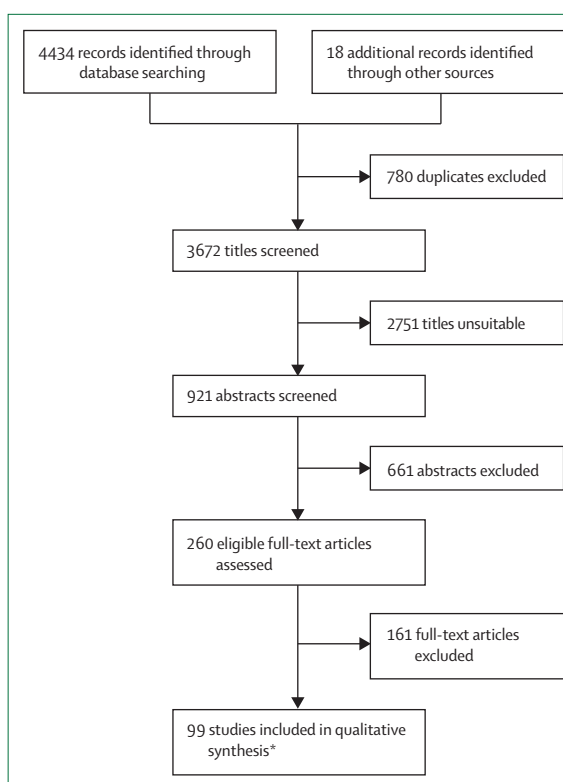 4434 records identified through
database searching
18 additional records identified
through other sources
780 duplicates excluded
3672 titles screened
2751 titles unsuitable
921 abstracts screened
661 abstracts excluded
260 eligible full-text articles
assessed
161 full-text articles
excluded
99 studies included in qualitative
synthesis*